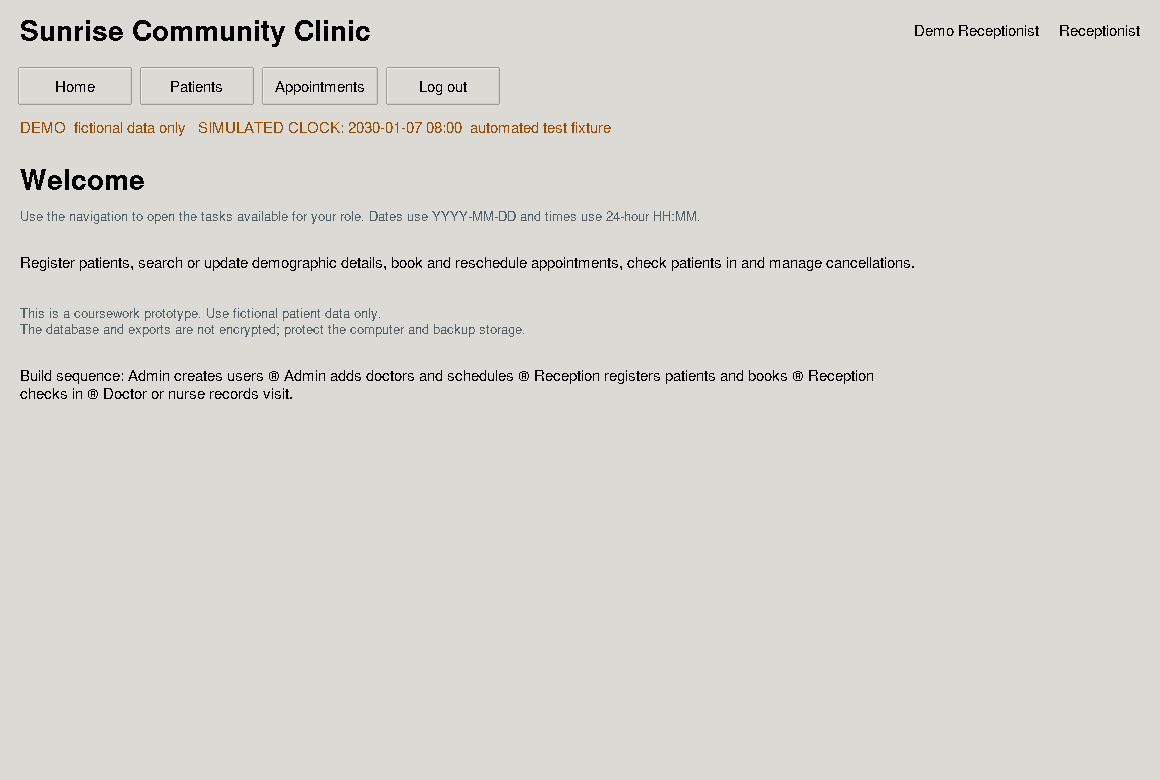 Sunrise Community Clinic
Demo Receptionist Receptionist
Home Patients Appointments Log out
DEMO fictional data only SIMULATED CLOCK: 2030-01-07 08:00 automated test fixture
Welcome
Use the navigation to open the tasks available for your role. Dates use YYYY-MM-DD and times use 24-hour HH:MM.
Register patients, search or update demographic details, book and reschedule appointments, check patients in and manage cancellations.
This is a coursework prototype. Use fictional patient data only.
The database and exports are not encrypted; protect the computer and backup storage.
Build sequence: Admin creates users ® Admin adds doctors and schedules ® Reception registers patients and books ® Reception
checks in ® Doctor or nurse records visit.